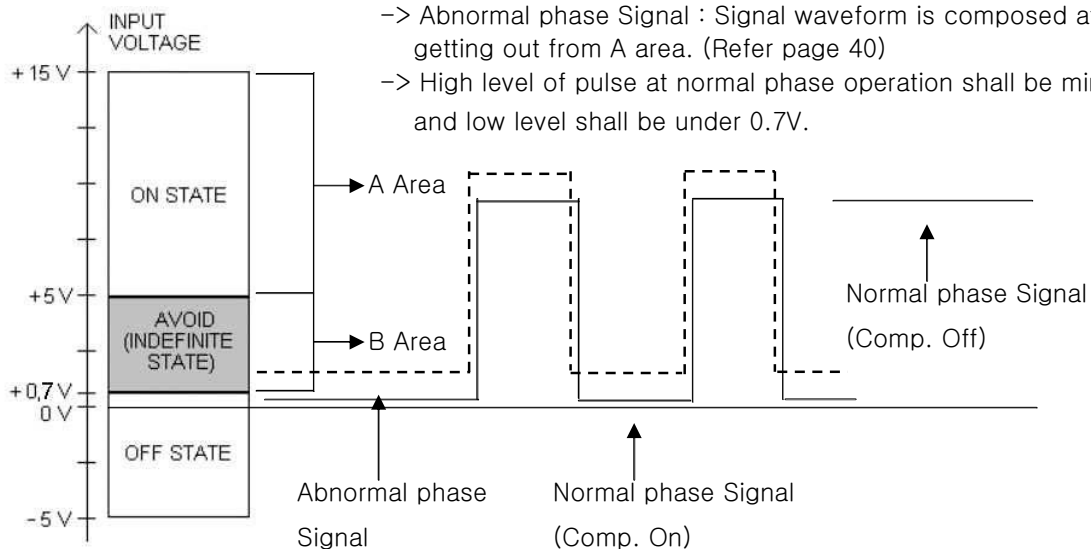 INPUT
VOLTAGE
-> Abnormal phase Signal : Signal waveform is composed a
getting out from A area. (Refer page 40)
-> High level of pulse at normal phase operation shall be mi
and low level shall be under 0.7V.
+15 V
ON STATE
A Area
+5 V
AVOID
(INDEFINITE
STATE)
B Area
Normal phase Signal
(Comp. Off)
+0,7 V
0 V
OFF STATE
-5 V
Abnormal phase
Signal
Normal phase Signal
(Comp. On)